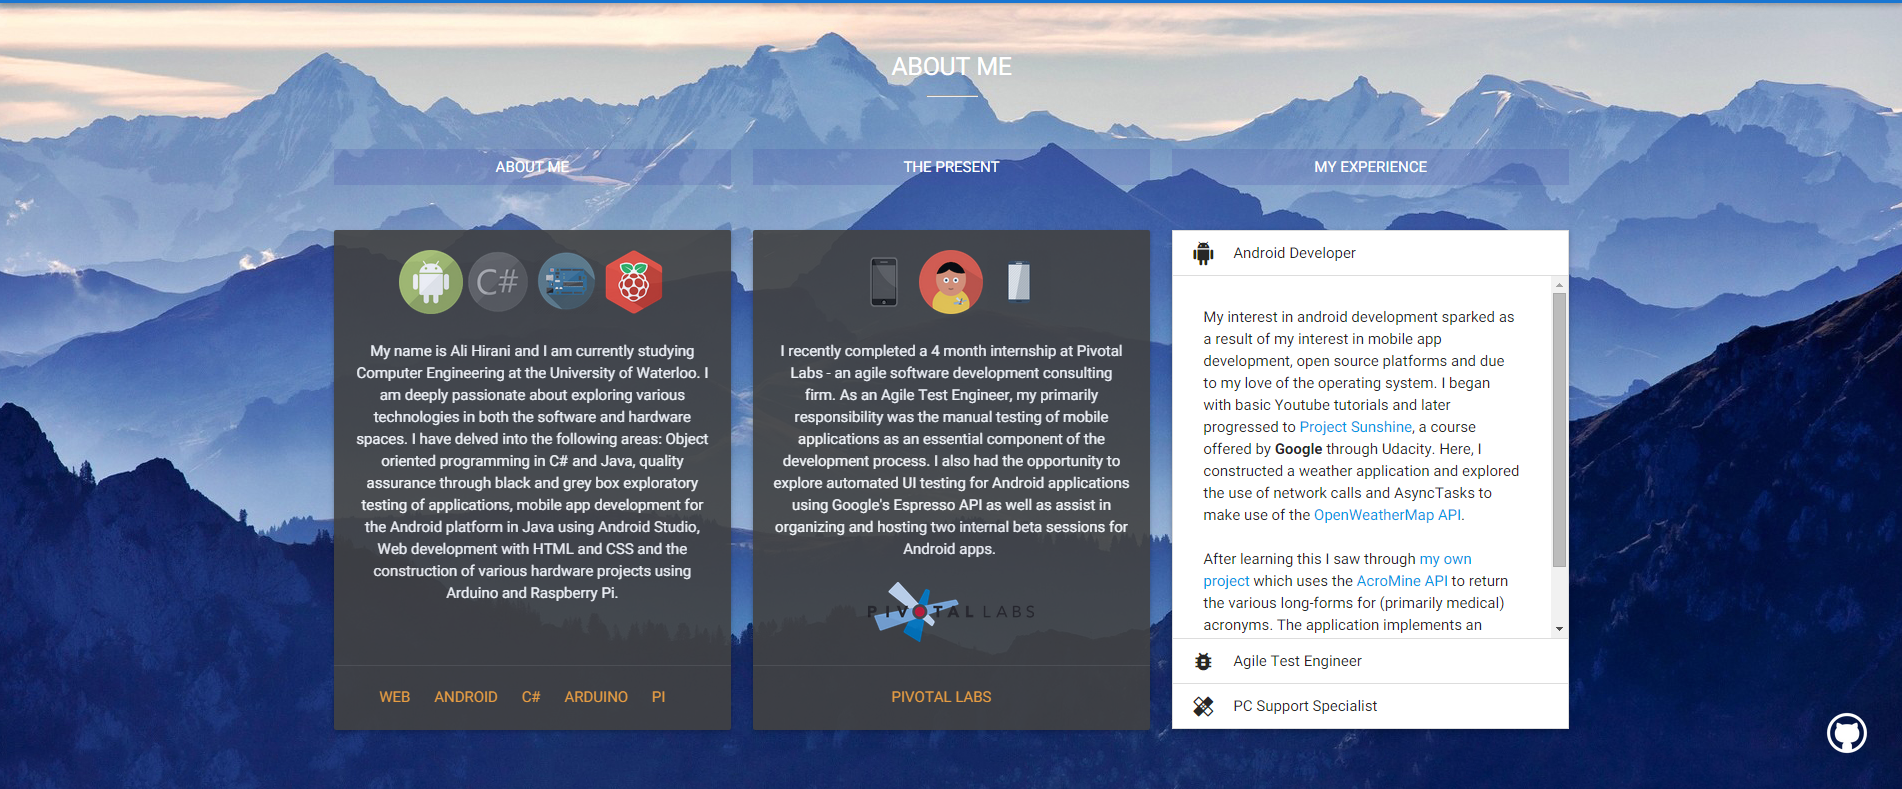 ABOUT ME
ABOUT ME
My name is Ali Hirani and I am currently studying
Computer Engineering at the University of Waterloo. I
am deeply passionate about exploring various
technologies in both the software and hardware
spaces. I have delved into the following areas: Object
oriented programming in C# and Java, quality
assurance through black and grey box exploratory
testing of applications, mobile app development for
the Android platform in Java using Android Studio,
Web development with HTML and CSS and the
construction of various hardware projects using
Arduino and Raspberry Pi.
WEB ANDROID C# ARDUINO PI
THE PRESENT
I recently completed a 4 month internship at Pivotal
Labs - an agile software development consulting
firm. As an Agile Test Engineer, my primarily
responsibility was the manual testing of mobile
applications as an essential component of the
development process. I also had the opportunity to
explore automated UI testing for Android applications
using Google's Espresso API as well as assist in
organizing and hosting two internal beta sessions for
Android apps.
PIVOTAL LABS
PIVOTAL LABS
MY EXPERIENCE
Android Developer
My interest in android development sparked as
a result of my interest in mobile app
development, open source platforms and due
to my love of the operating system. I began
with basic Youtube tutorials and later
progressed to Project Sunshine, a course
offered by Google through Udacity. Here, I
constructed a weather application and explored
the use of network calls and AsyncTasks to
make use of the OpenWeatherMap API.
After learning this I saw through my own
project which uses the AcroMine API to return
the various long-forms for (primarily medical)
acronyms. The application implements an
Agile Test Engineer
PC Support Specialist
C#